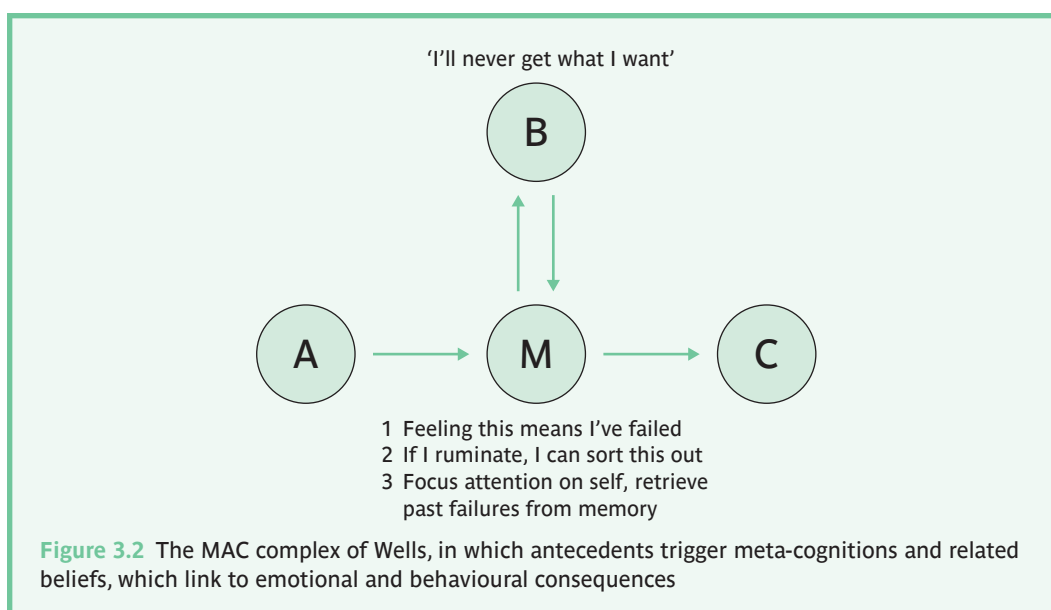 ‘I’ll never get what I want’
B
A
M
C
1 Feeling this means I’ve failed
2 If I ruminate, I can sort this out
3 Focus attention on self, retrieve
past failures from memory
Figure 3.2 The MAC complex of Wells, in which antecedents trigger meta-cognitions and related
beliefs, which link to emotional and behavioural consequences